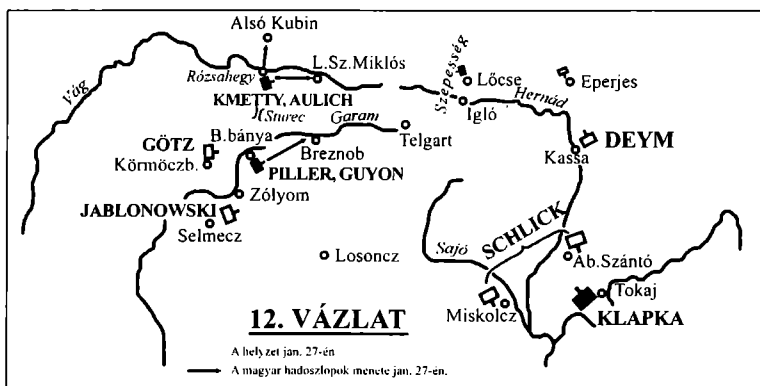 Alsó Kubin
Vág
Rózsahegy
L.Sz.Miklós
KMETTY, AULICH
Sturec
Szepesség
Lőcse
Eperjes
Igló
Hernád
Garam
Telgart
GÖTZ
B.bánya
Körmöczb.
Breznob
PILLER, GUYON
Kassa
DEYM
Zólyom
JABLONOWSKI
Selmecz
Losoncz
Sajó
SCHLICK
Ab.Szántó
Miskolcz
Tokaj
KLAPKA
12. VÁZLAT
A helyzet jan. 27-én
A magyar hadoszlopok menete jan. 27-én.